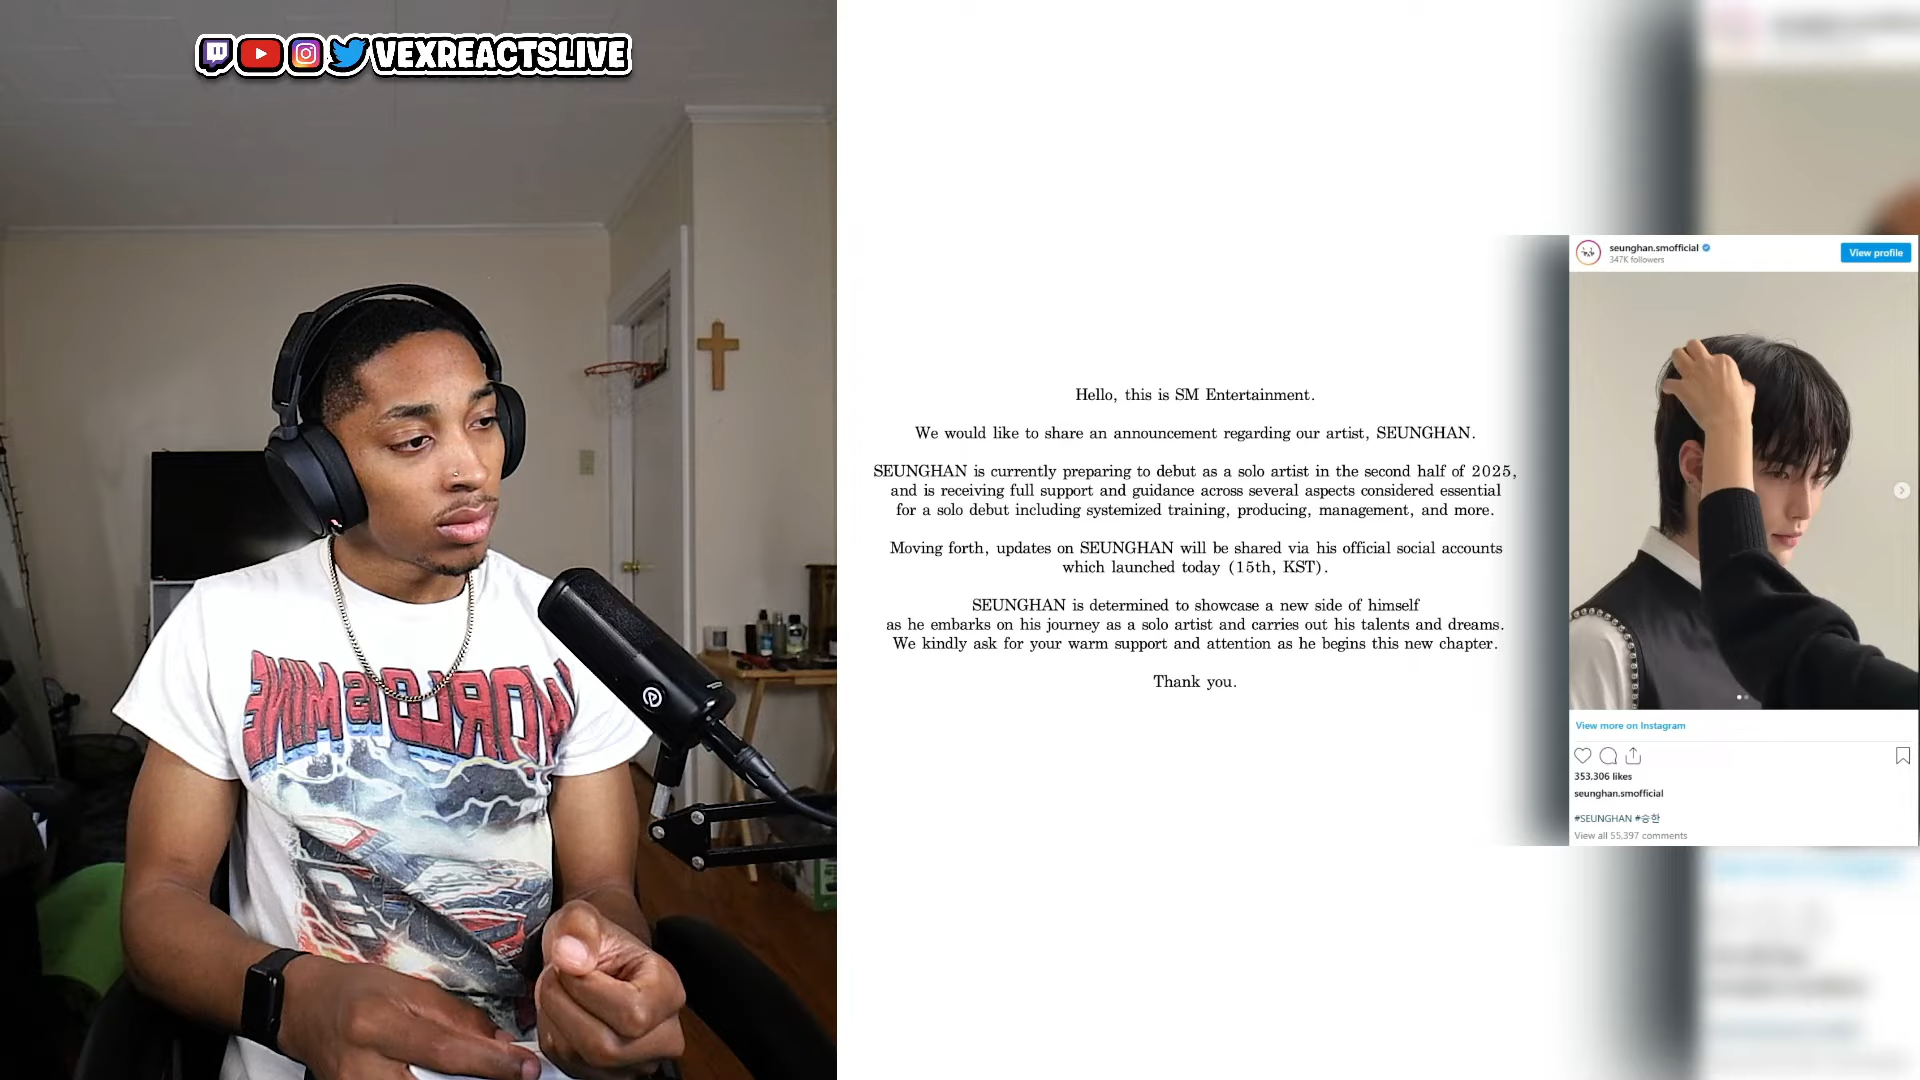 VEXREACTSLIVE
WORLD IS MINE
Hello, this is SM Entertainment.
We would like to share an announcement regarding our artist, SEUNGHAN.
SEUNGHAN is currently preparing to debut as a solo artist in the second half of 2025,
and is receiving full support and guidance across several aspects considered essential
for a solo debut including systemized training, producing, management, and more.
Moving forth, updates on SEUNGHAN will be shared via his official social accounts
which launched today (15th, KST).
SEUNGHAN is determined to showcase a new side of himself
as he embarks on his journey as a solo artist and carries out his talents and dreams.
We kindly ask for your warm support and attention as he begins this new chapter.
Thank you.
seunghan.smofficial
347K followers
View profile
View more on Instagram
353,306 likes
seunghan.smofficial
#SEUNGHAN #승한
View all 55,397 comments